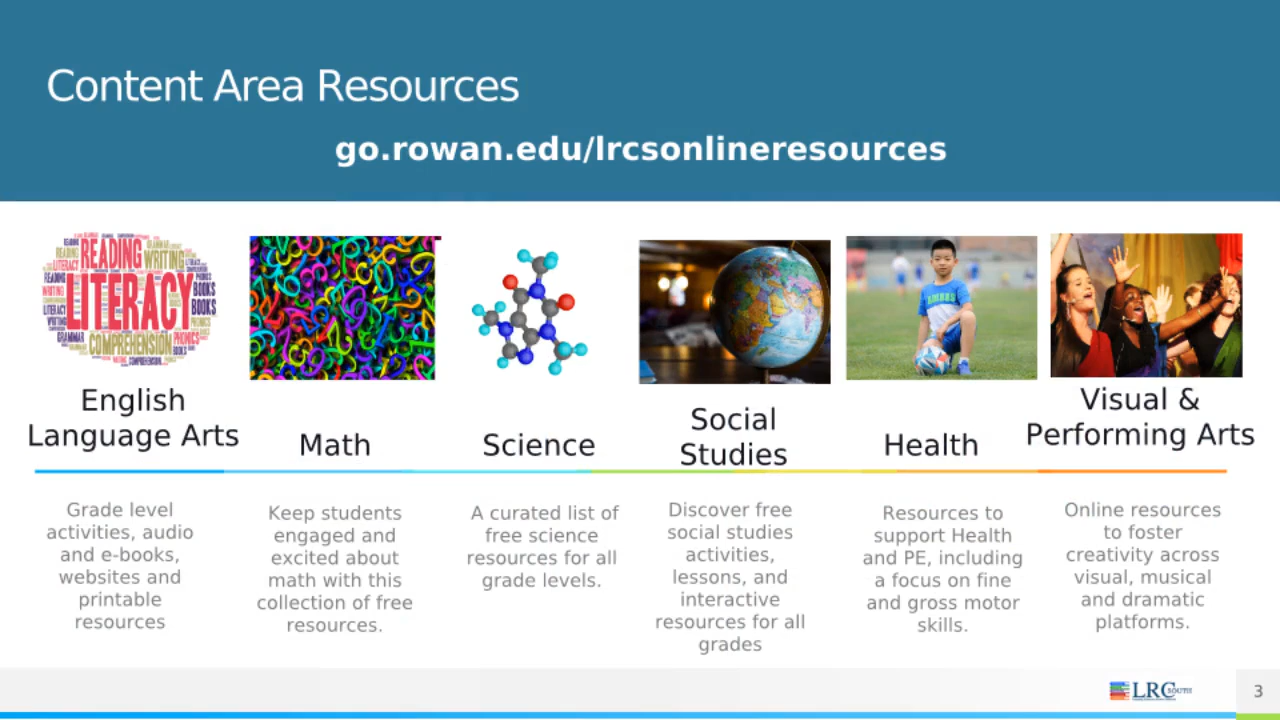 Content Area Resources
go.rowan.edu/lrcsonlineresources
READING
WRITING
LITERACY
COMPREHENSION
BOOKS
BOOKS
PHONICS
GRAMMAR
English
Language Arts
Math
Science
Social
Studies
Health
Visual &
Performing Arts
Grade level
activities, audio
and e-books,
websites and
printable
resources
Keep students
engaged and
excited about
math with this
collection of free
resources.
A curated list of
free science
resources for all
grade levels.
Discover free
social studies
activities,
lessons, and
interactive
resources for all
grades
Resources to
support Health
and PE, including
a focus on fine
and gross motor
skills.
Online resources
to foster
creativity across
visual, musical
and dramatic
platforms.
LRC SOUTH
3